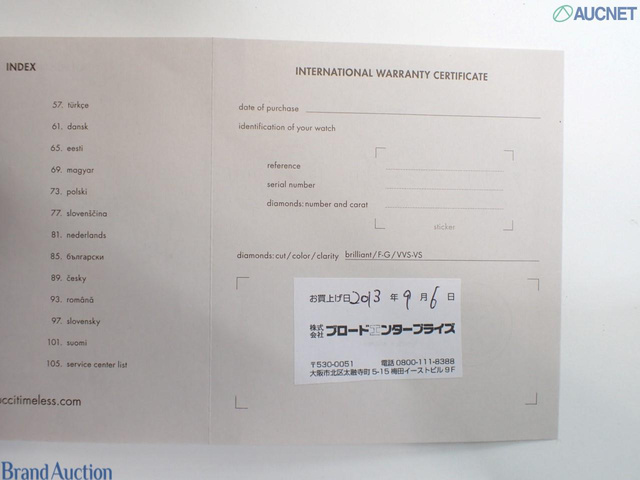 AUCNET
INDEX
57. türkçe
61. dansk
65. eesti
69. magyar
73. polski
77. slovenščina
81. nederlands
85. български
89. česky
93. română
97. slovensky
101. suomi
105. service center list
ccitimeless.com
INTERNATIONAL WARRANTY CERTIFICATE
date of purchase
identification of your watch
reference
serial number
diamonds: number and carat
sticker
diamonds: cut / color / clarity brilliant / F-G / VVS-VS
お買上げ日 2013 年 9 月 6 日
株式会社 ブロードエンタープライズ
〒530-0051 電話 0800-111-8388
大阪市北区太融寺町 5-15 梅田イーストビル 9F
Brand Auction